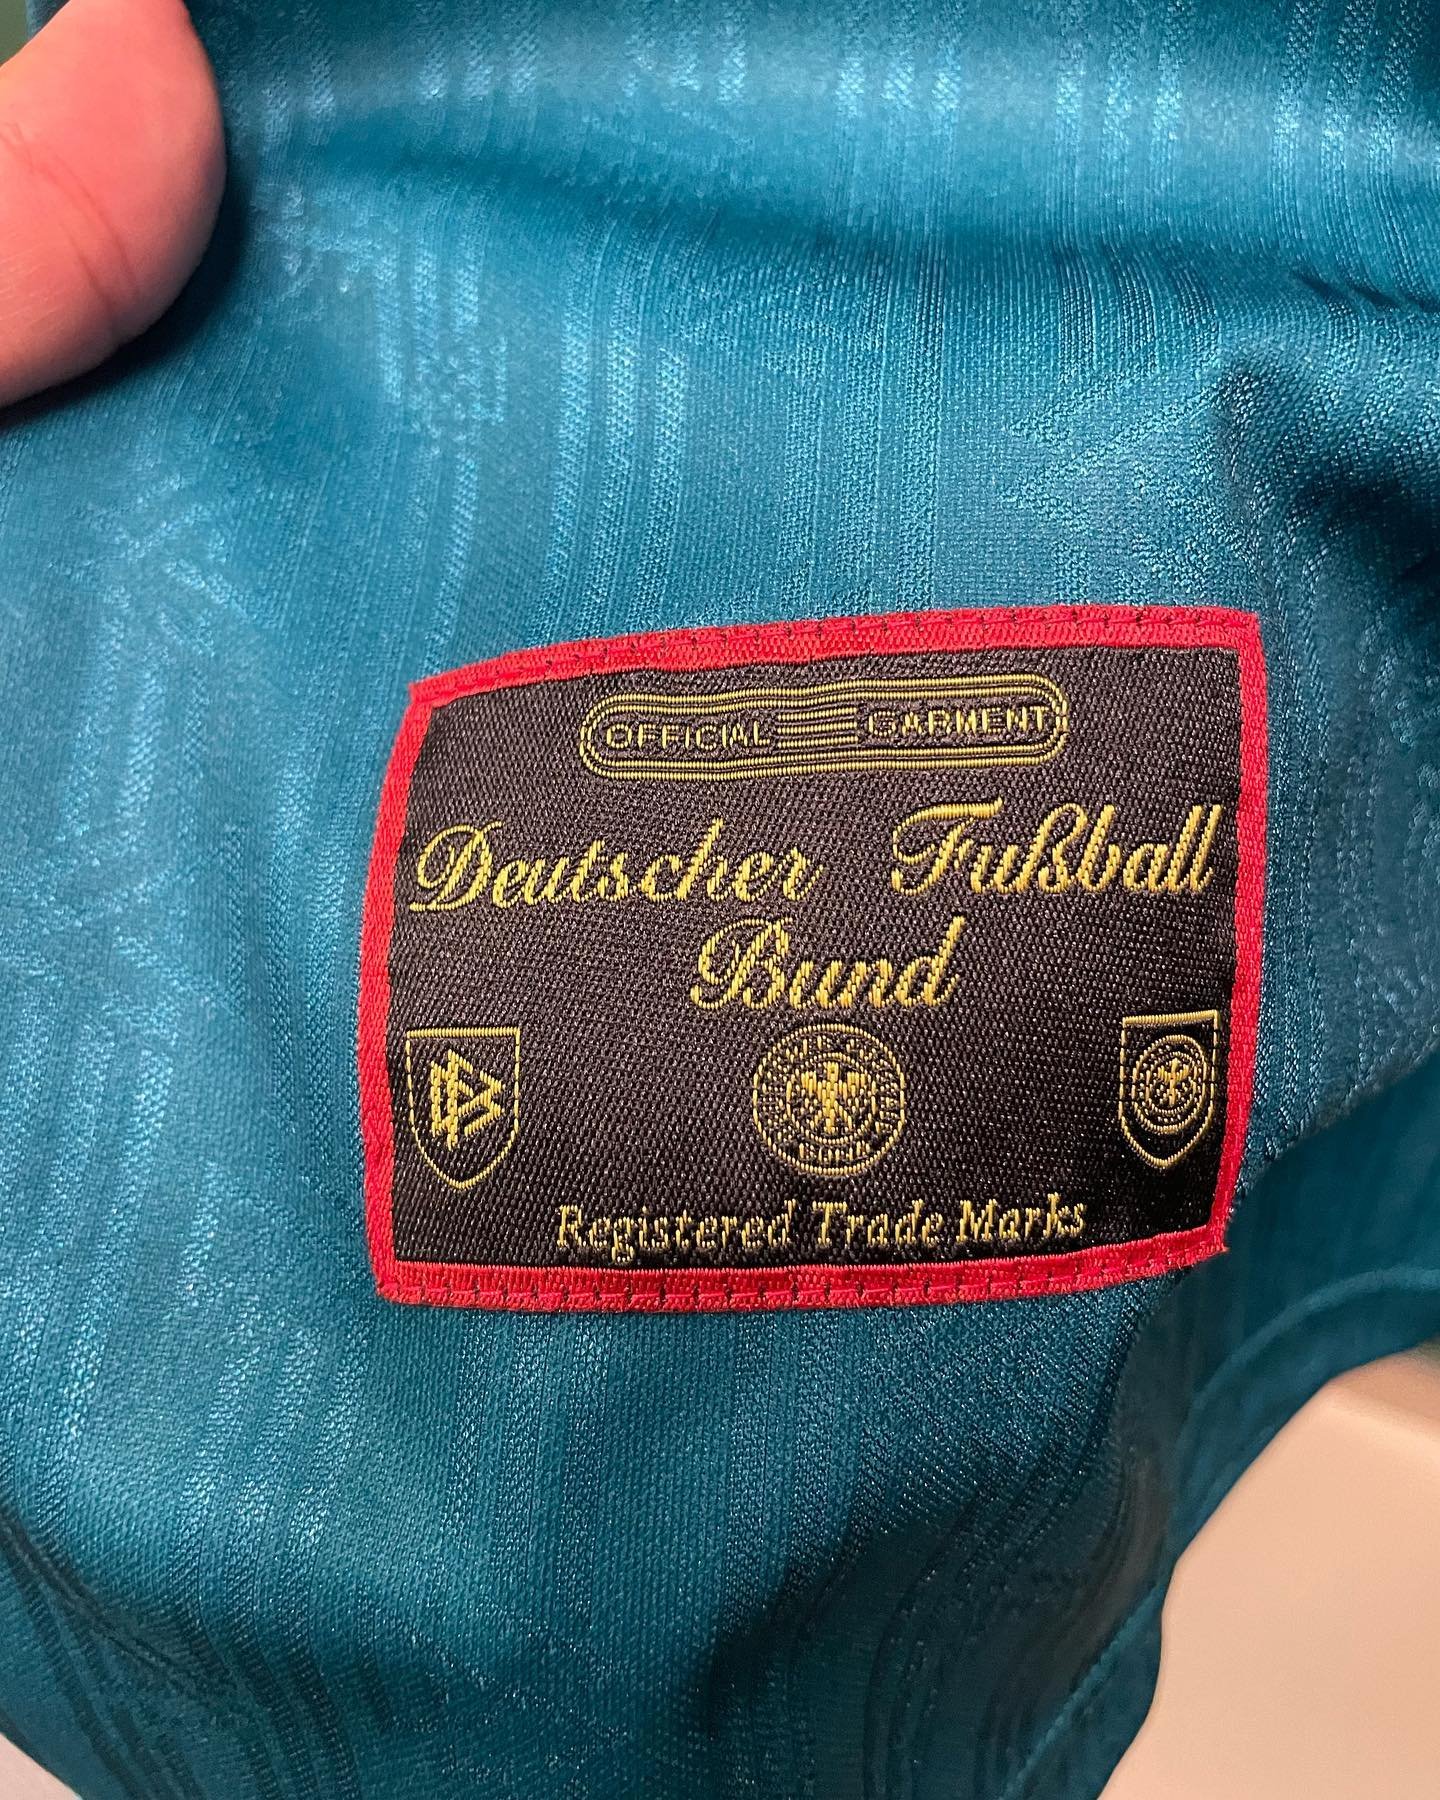 OFFICIAL GARMENT
Deutscher Fußball
Bund
Registered Trade Marks